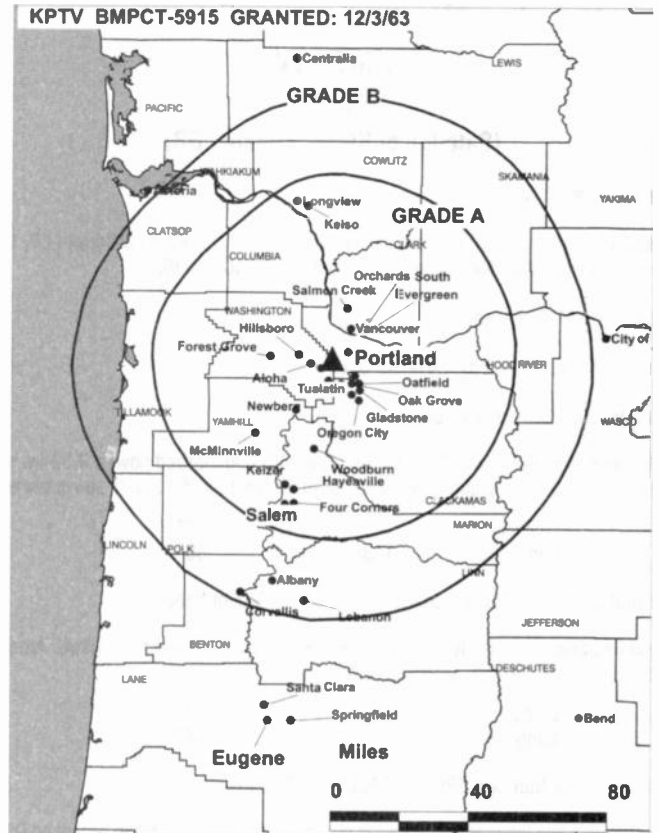 KPTV BMPCT-5915 GRANTED: 12/3/63
Centralia
LEWIS
PACIFIC
GRADE B
COWLITZ
WAHKIAKUM
SKAMANIA
YAKIMA
Longview
Kelso
GRADE A
CLATSOP
CLARK
COLUMBIA
Orchards South
Salmon Creek
Evergreen
WASHINGTON
Hillsboro
Vancouver
City of
Forest Grove
Portland
HOOD RIVER
Aloha
Tualatin
Oatfield
Oak Grove
TILLAMOOK
Newberg
Gladstone
YAMHILL
WASCO
McMinnville
Oregon City
Keizer
Woodburn
Hayesville
CLACKAMAS
Salem
Four Corners
MARION
LINCOLN
POLK
Albany
LINN
Corvallis
Lebanon
JEFFERSON
BENTON
DESCHUTES
LANE
Santa Clara
Springfield
Bend
Eugene
Miles
0 40 80